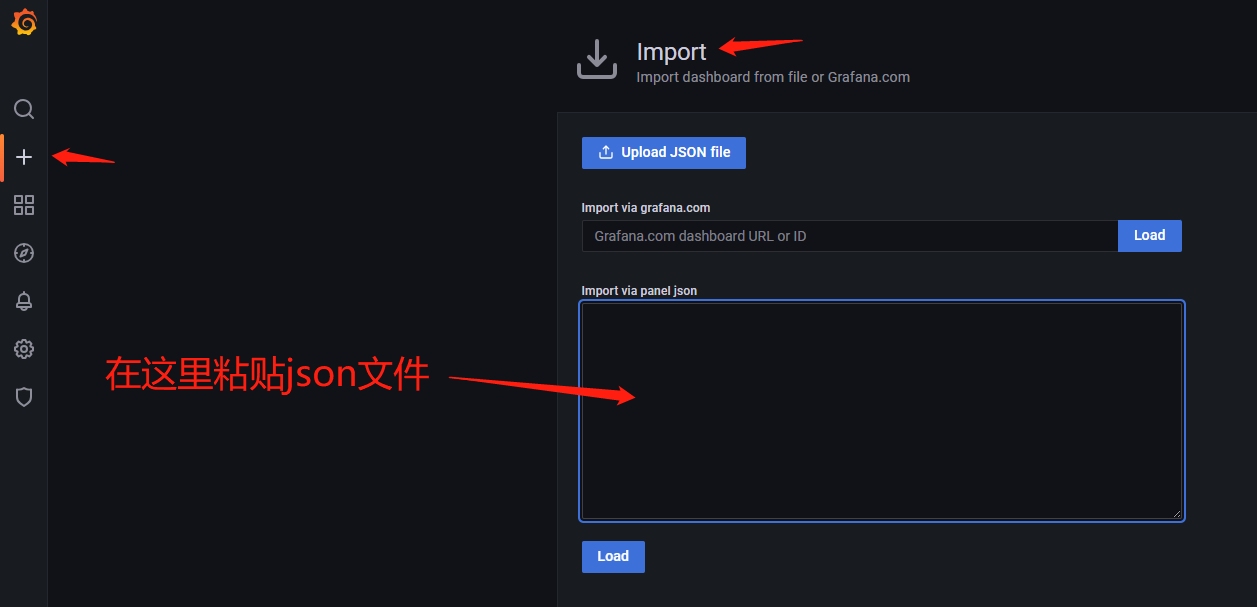 Import
Import dashboard from file or Grafana.com
Upload JSON file
Import via grafana.com
Grafana.com dashboard URL or ID
Load
Import via panel json
在这里粘贴json文件
Load